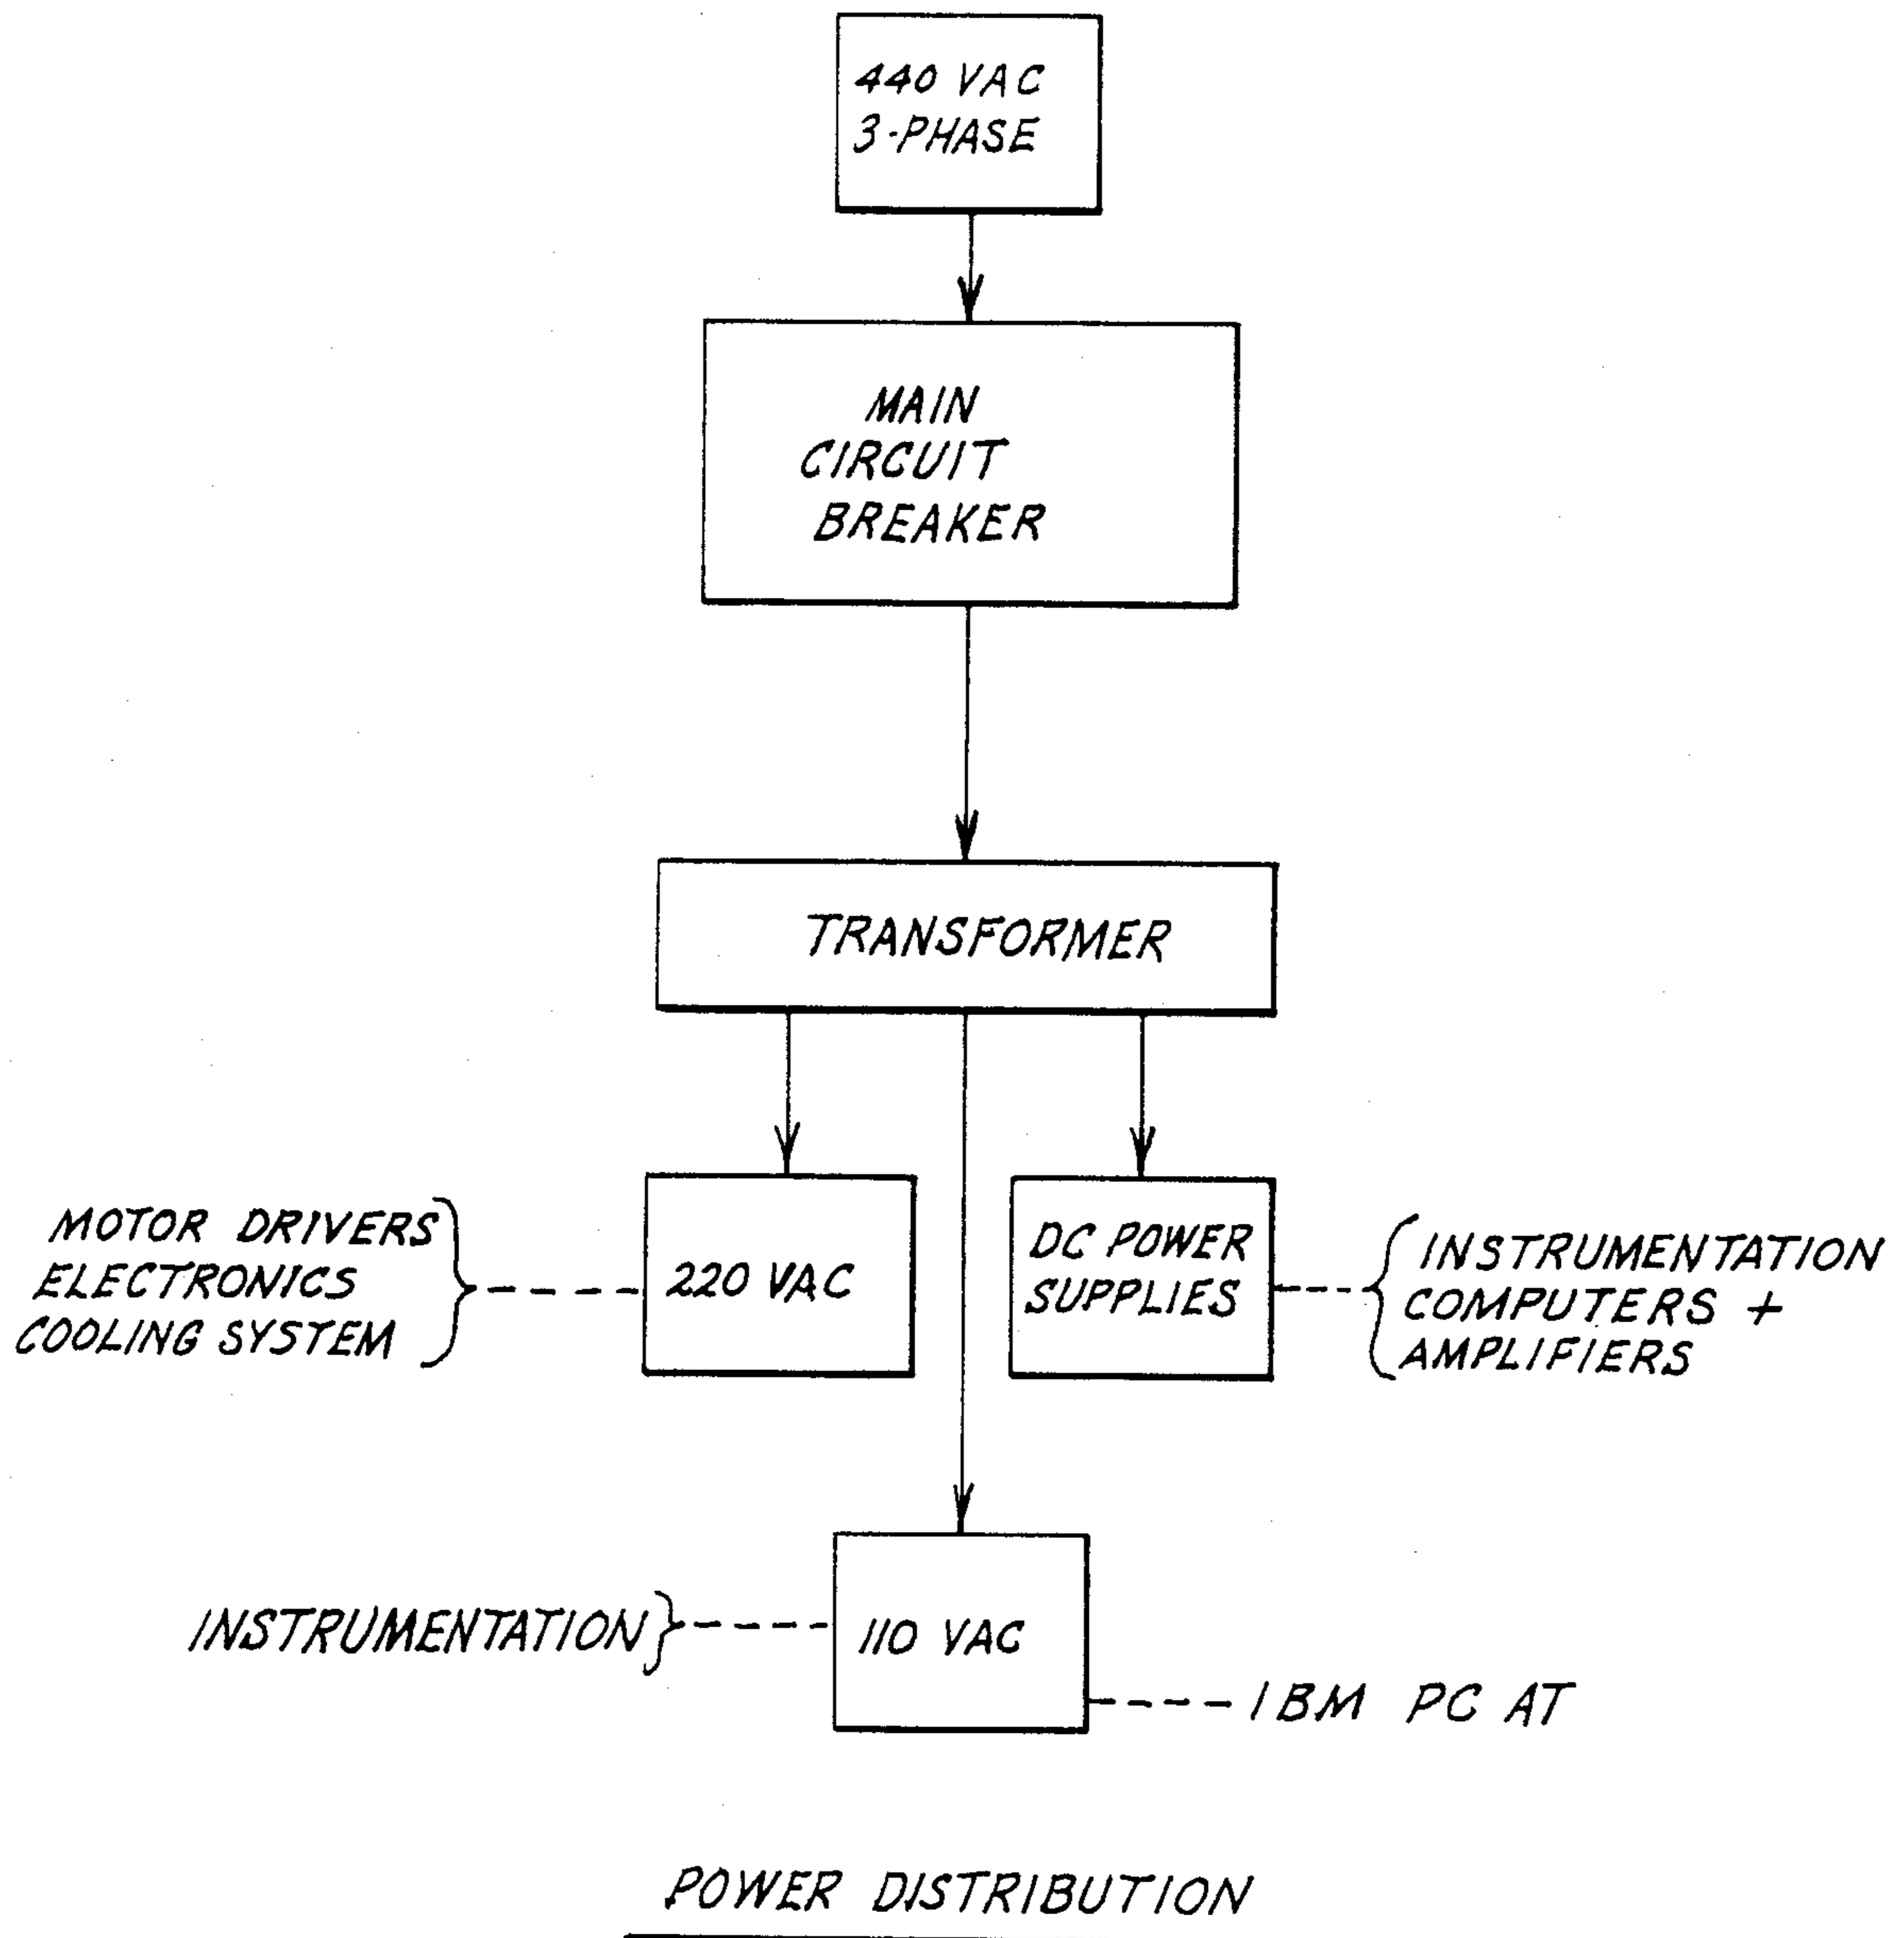 440 VAC
3-PHASE
MAIN
CIRCUIT
BREAKER
TRANSFORMER
MOTOR DRIVERS
ELECTRONICS
COOLING SYSTEM
220 VAC
DC POWER
SUPPLIES
INSTRUMENTATION
COMPUTERS +
AMPLIFIERS
INSTRUMENTATION
110 VAC
IBM PC AT
POWER DISTRIBUTION